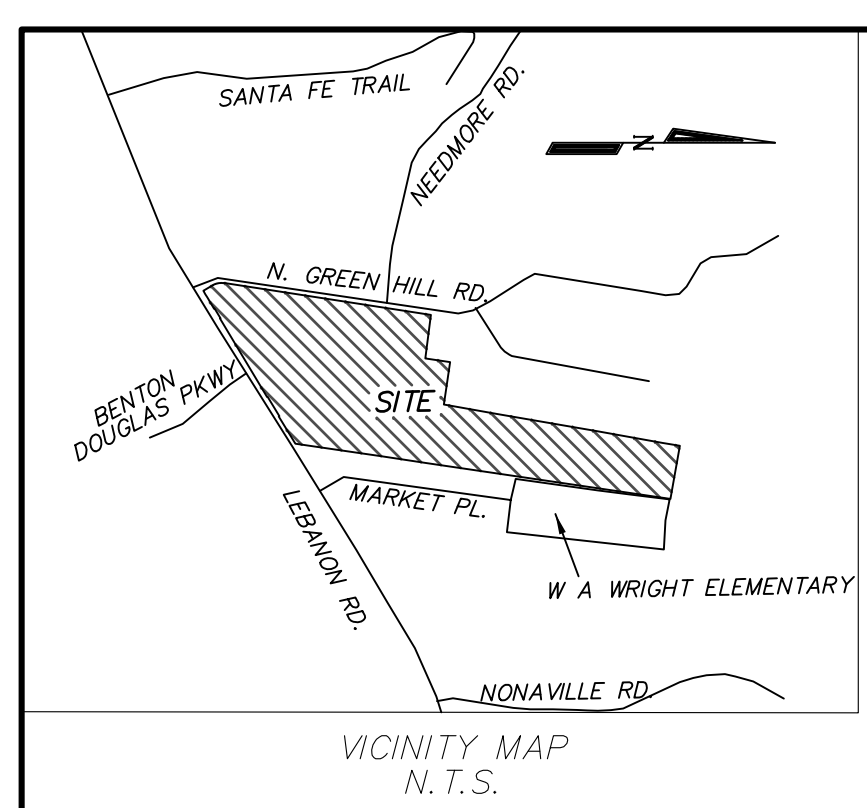 SANTA FE TRAIL
NEEDMORE RD.
N
N. GREEN HILL RD.
BENTON
DOUGLAS PKWY
SITE
MARKET PL.
LEBANON RD.
W A WRIGHT ELEMENTARY
NONAVILLE RD.
VICINITY MAP
N.T.S.